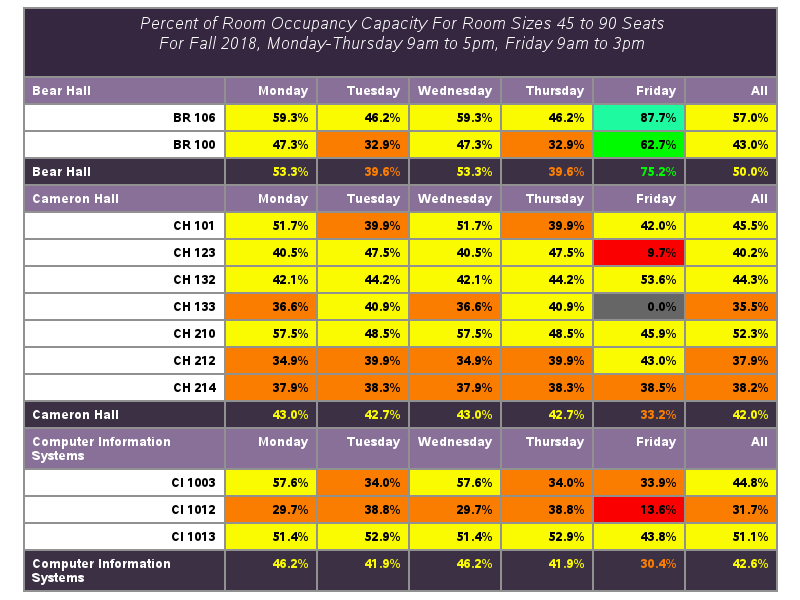 Percent of Room Occupancy Capacity For Room Sizes 45 to 90 Seats
For Fall 2018, Monday-Thursday 9am to 5pm, Friday 9am to 3pm
Bear Hall Monday Tuesday Wednesday Thursday Friday All
BR 106 59.3% 46.2% 59.3% 46.2% 87.7% 57.0%
BR 100 47.3% 32.9% 47.3% 32.9% 62.7% 43.0%
Bear Hall 53.3% 39.6% 53.3% 39.6% 75.2% 50.0%
Cameron Hall Monday Tuesday Wednesday Thursday Friday All
CH 101 51.7% 39.9% 51.7% 39.9% 42.0% 45.5%
CH 123 40.5% 47.5% 40.5% 47.5% 9.7% 40.2%
CH 132 42.1% 44.2% 42.1% 44.2% 53.6% 44.3%
CH 133 36.6% 40.9% 36.6% 40.9% 0.0% 35.5%
CH 210 57.5% 48.5% 57.5% 48.5% 45.9% 52.3%
CH 212 34.9% 39.9% 34.9% 39.9% 43.0% 37.9%
CH 214 37.9% 38.3% 37.9% 38.3% 38.5% 38.2%
Cameron Hall 43.0% 42.7% 43.0% 42.7% 33.2% 42.0%
Computer Information Monday Tuesday Wednesday Thursday Friday All
Systems
CI 1003 57.6% 34.0% 57.6% 34.0% 33.9% 44.8%
CI 1012 29.7% 38.8% 29.7% 38.8% 13.6% 31.7%
CI 1013 51.4% 52.9% 51.4% 52.9% 43.8% 51.1%
Computer Information 46.2% 41.9% 46.2% 41.9% 30.4% 42.6%
Systems